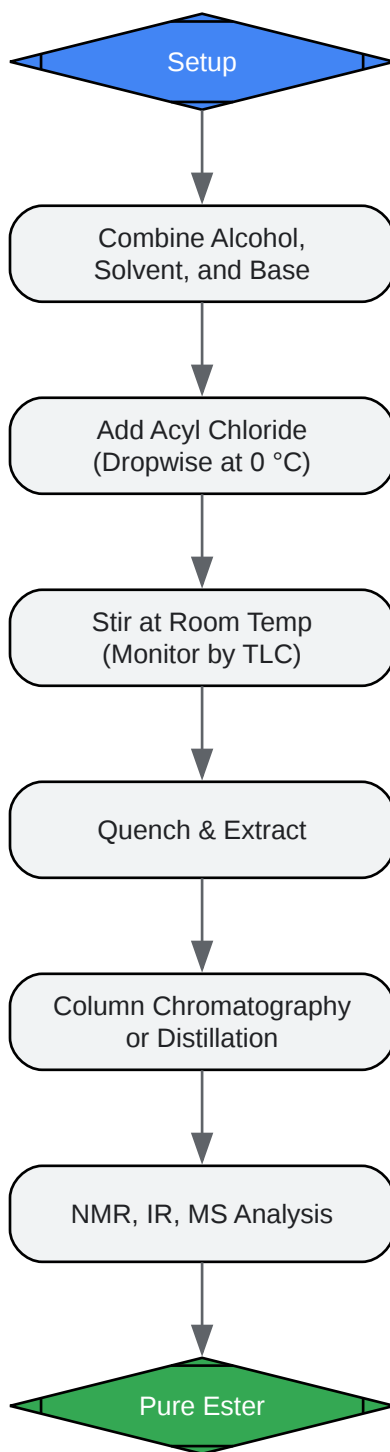 Setup
Combine Alcohol,
Solvent, and Base
Add Acyl Chloride
(Dropwise at 0 °C)
Stir at Room Temp
(Monitor by TLC)
Quench & Extract
Column Chromatography
or Distillation
NMR, IR, MS Analysis
Pure Ester